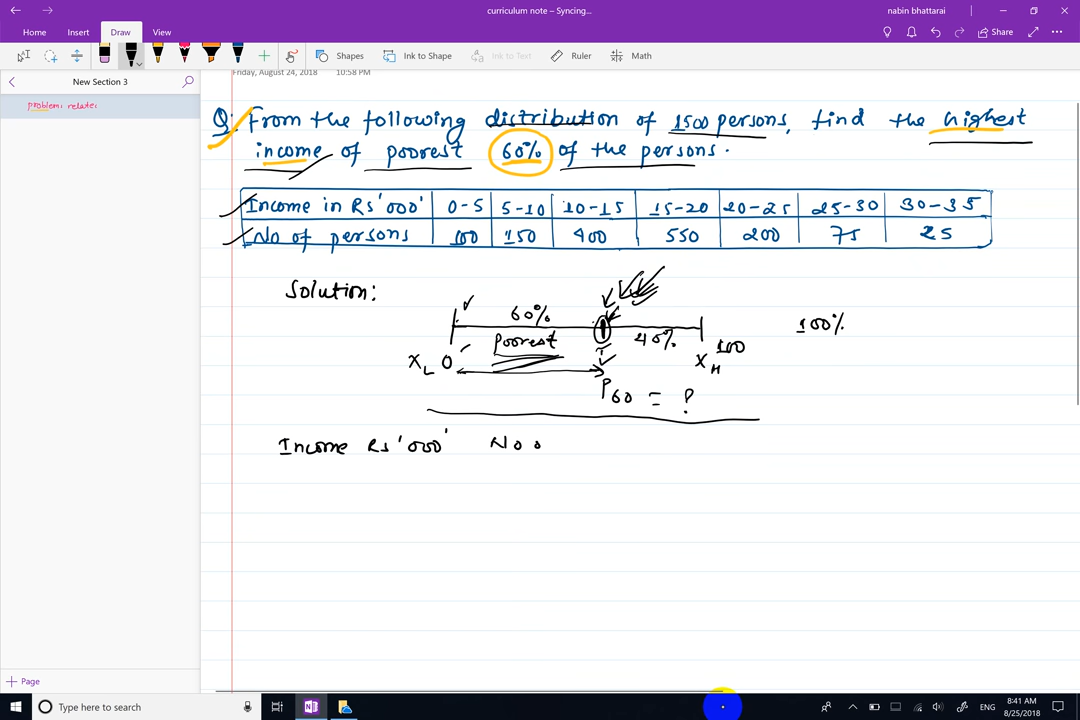 curriculum note – Syncing...
nabin bhattarai
Home Insert Draw View
Share
Shapes Ink to Shape Ink to Text Ruler Math
New Section 3
problems relate
Friday, August 24, 2018 10:58 PM
Q: From the following distribution of 1500 persons, find the highest
income of poorest 60% of the persons.
Income in Rs'000' 0-5 5-10 10-15 15-20 20-25 25-30 30-35
No of persons 100 150 400 550 200 75 25
Solution:
60% 100%
poorest 40%
XL 0 XH 100
P60 = ?
Income Rs'000' No o
Page
Type here to search
ENG
8:41 AM
8/25/2018